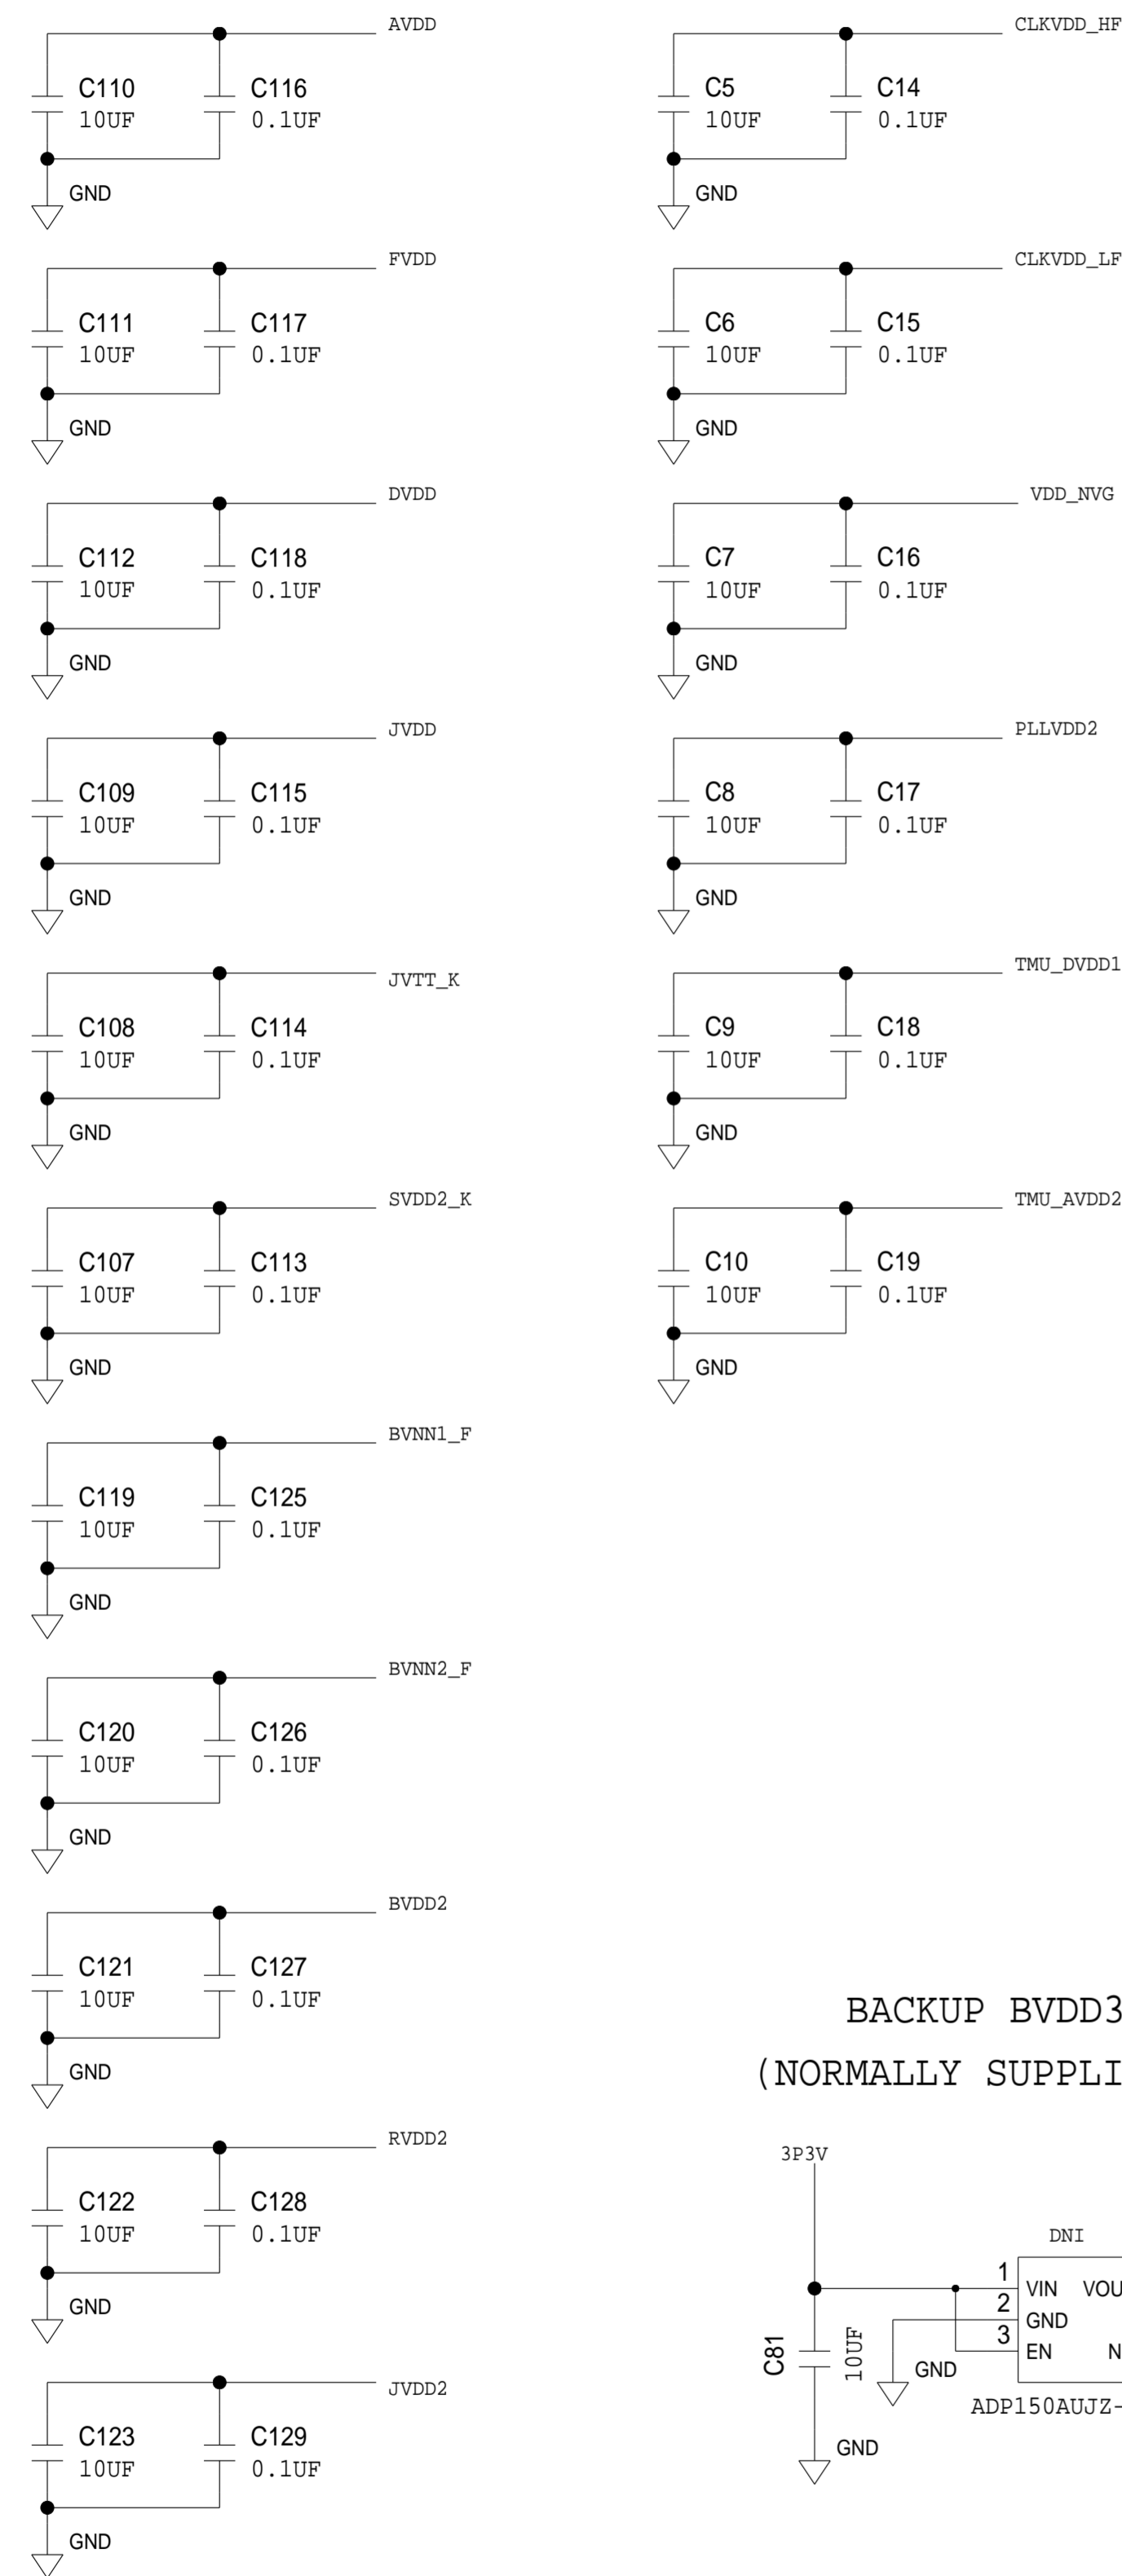 AVDD
C110
10UF
C116
0.1UF
GND
FVDD
C111
10UF
C117
0.1UF
GND
DVDD
C112
10UF
C118
0.1UF
GND
JVDD
C109
10UF
C115
0.1UF
GND
JVTT_K
C108
10UF
C114
0.1UF
GND
SVDD2_K
C107
10UF
C113
0.1UF
GND
BVNN1_F
C119
10UF
C125
0.1UF
GND
BVNN2_F
C120
10UF
C126
0.1UF
GND
BVDD2
C121
10UF
C127
0.1UF
GND
RVDD2
C122
10UF
C128
0.1UF
GND
JVDD2
C123
10UF
C129
0.1UF
GND
CLKVDD_HF
C5
10UF
C14
0.1UF
GND
CLKVDD_LF
C6
10UF
C15
0.1UF
GND
VDD_NVG
C7
10UF
C16
0.1UF
GND
PLLVDD2
C8
10UF
C17
0.1UF
GND
TMU_DVDD1
C9
10UF
C18
0.1UF
GND
TMU_AVDD2
C10
10UF
C19
0.1UF
GND
BACKUP BVDD3
(NORMALLY SUPPLI
3P3V
DNI
1
VIN VOU
2
GND
3
EN N
C81
10UF
GND
ADP150AUJZ-
GND